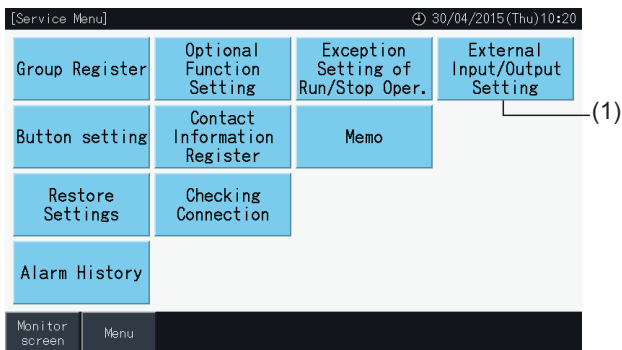 [Service Menu]
30/04/2015(Thu)10:20
Group Register
Optional
Function
Setting
Exception
Setting of
Run/Stop Oper.
External
Input/Output
Setting
(1)
Button setting
Contact
Information
Register
Memo
Restore
Settings
Checking
Connection
Alarm History
Monitor
screen
Menu